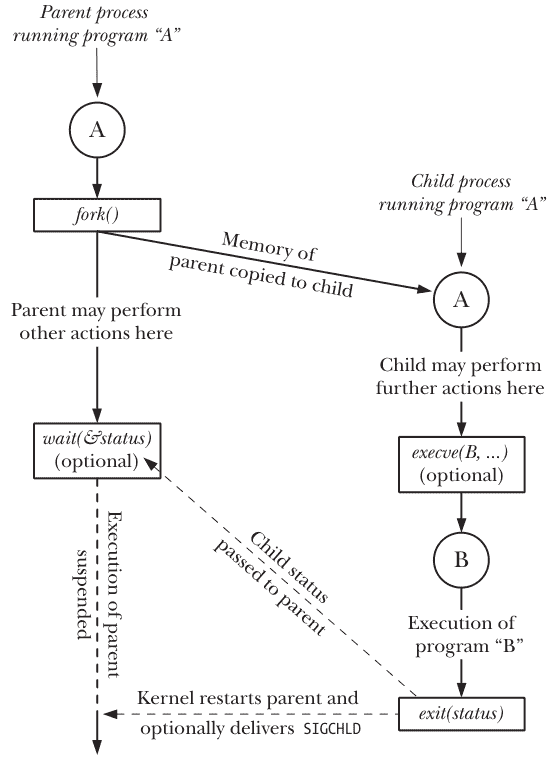 Parent process
running program “A”
A
fork()
Child process
running program “A”
Memory of
parent copied to child
A
Parent may perform
other actions here
Child may perform
further actions here
wait(&status)
(optional)
execve(B, ...)
(optional)
Execution of parent
suspended
Child status
passed to parent
B
Execution of
program “B”
Kernel restarts parent and
optionally delivers SIGCHLD
exit(status)